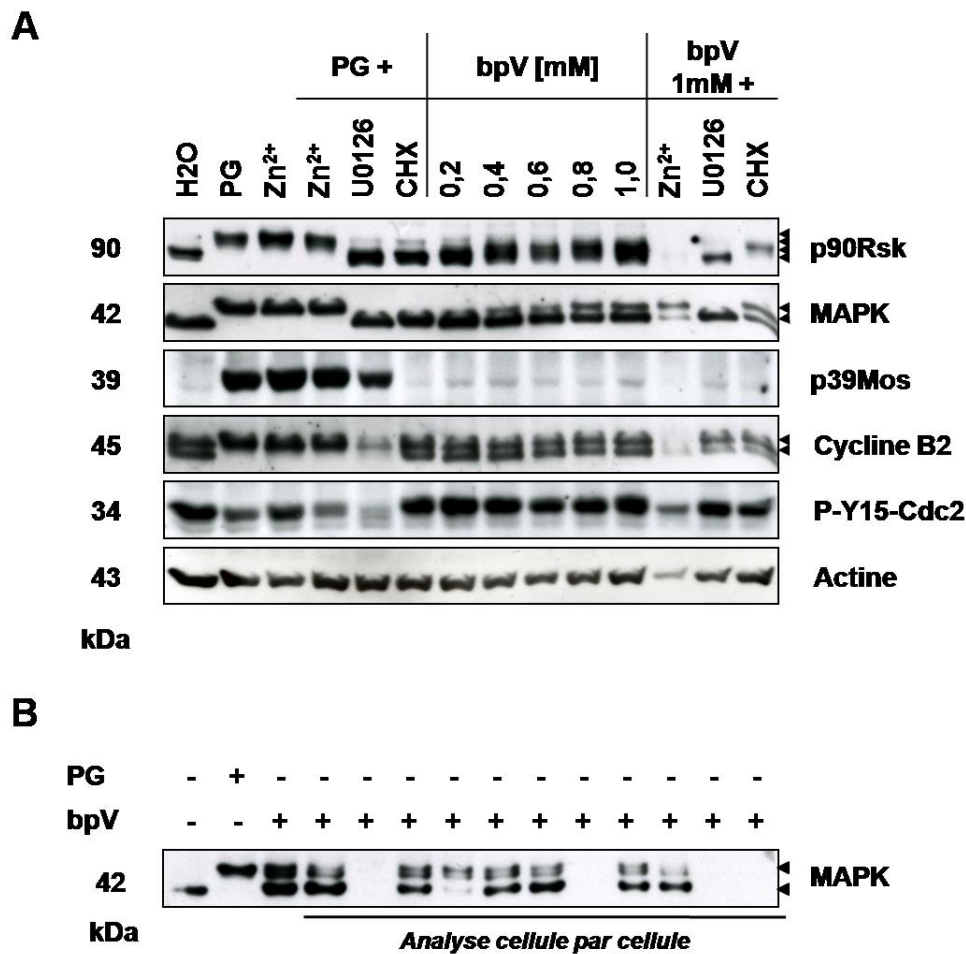 A
PG +
bpV [mM]
bpV
1mM +
H2O PG Zn2+ Zn2+ U0126 CHX 0,2 0,4 0,6 0,8 1,0 Zn2+ U0126 CHX
90 p90Rsk
42 MAPK
39 p39Mos
45 Cycline B2
34 P-Y15-Cdc2
43 Actine
kDa
B
PG - + - - - - - - - - - - - -
bpV - - + + + + + + + + + + + +
42 MAPK
kDa
Analyse cellule par cellule